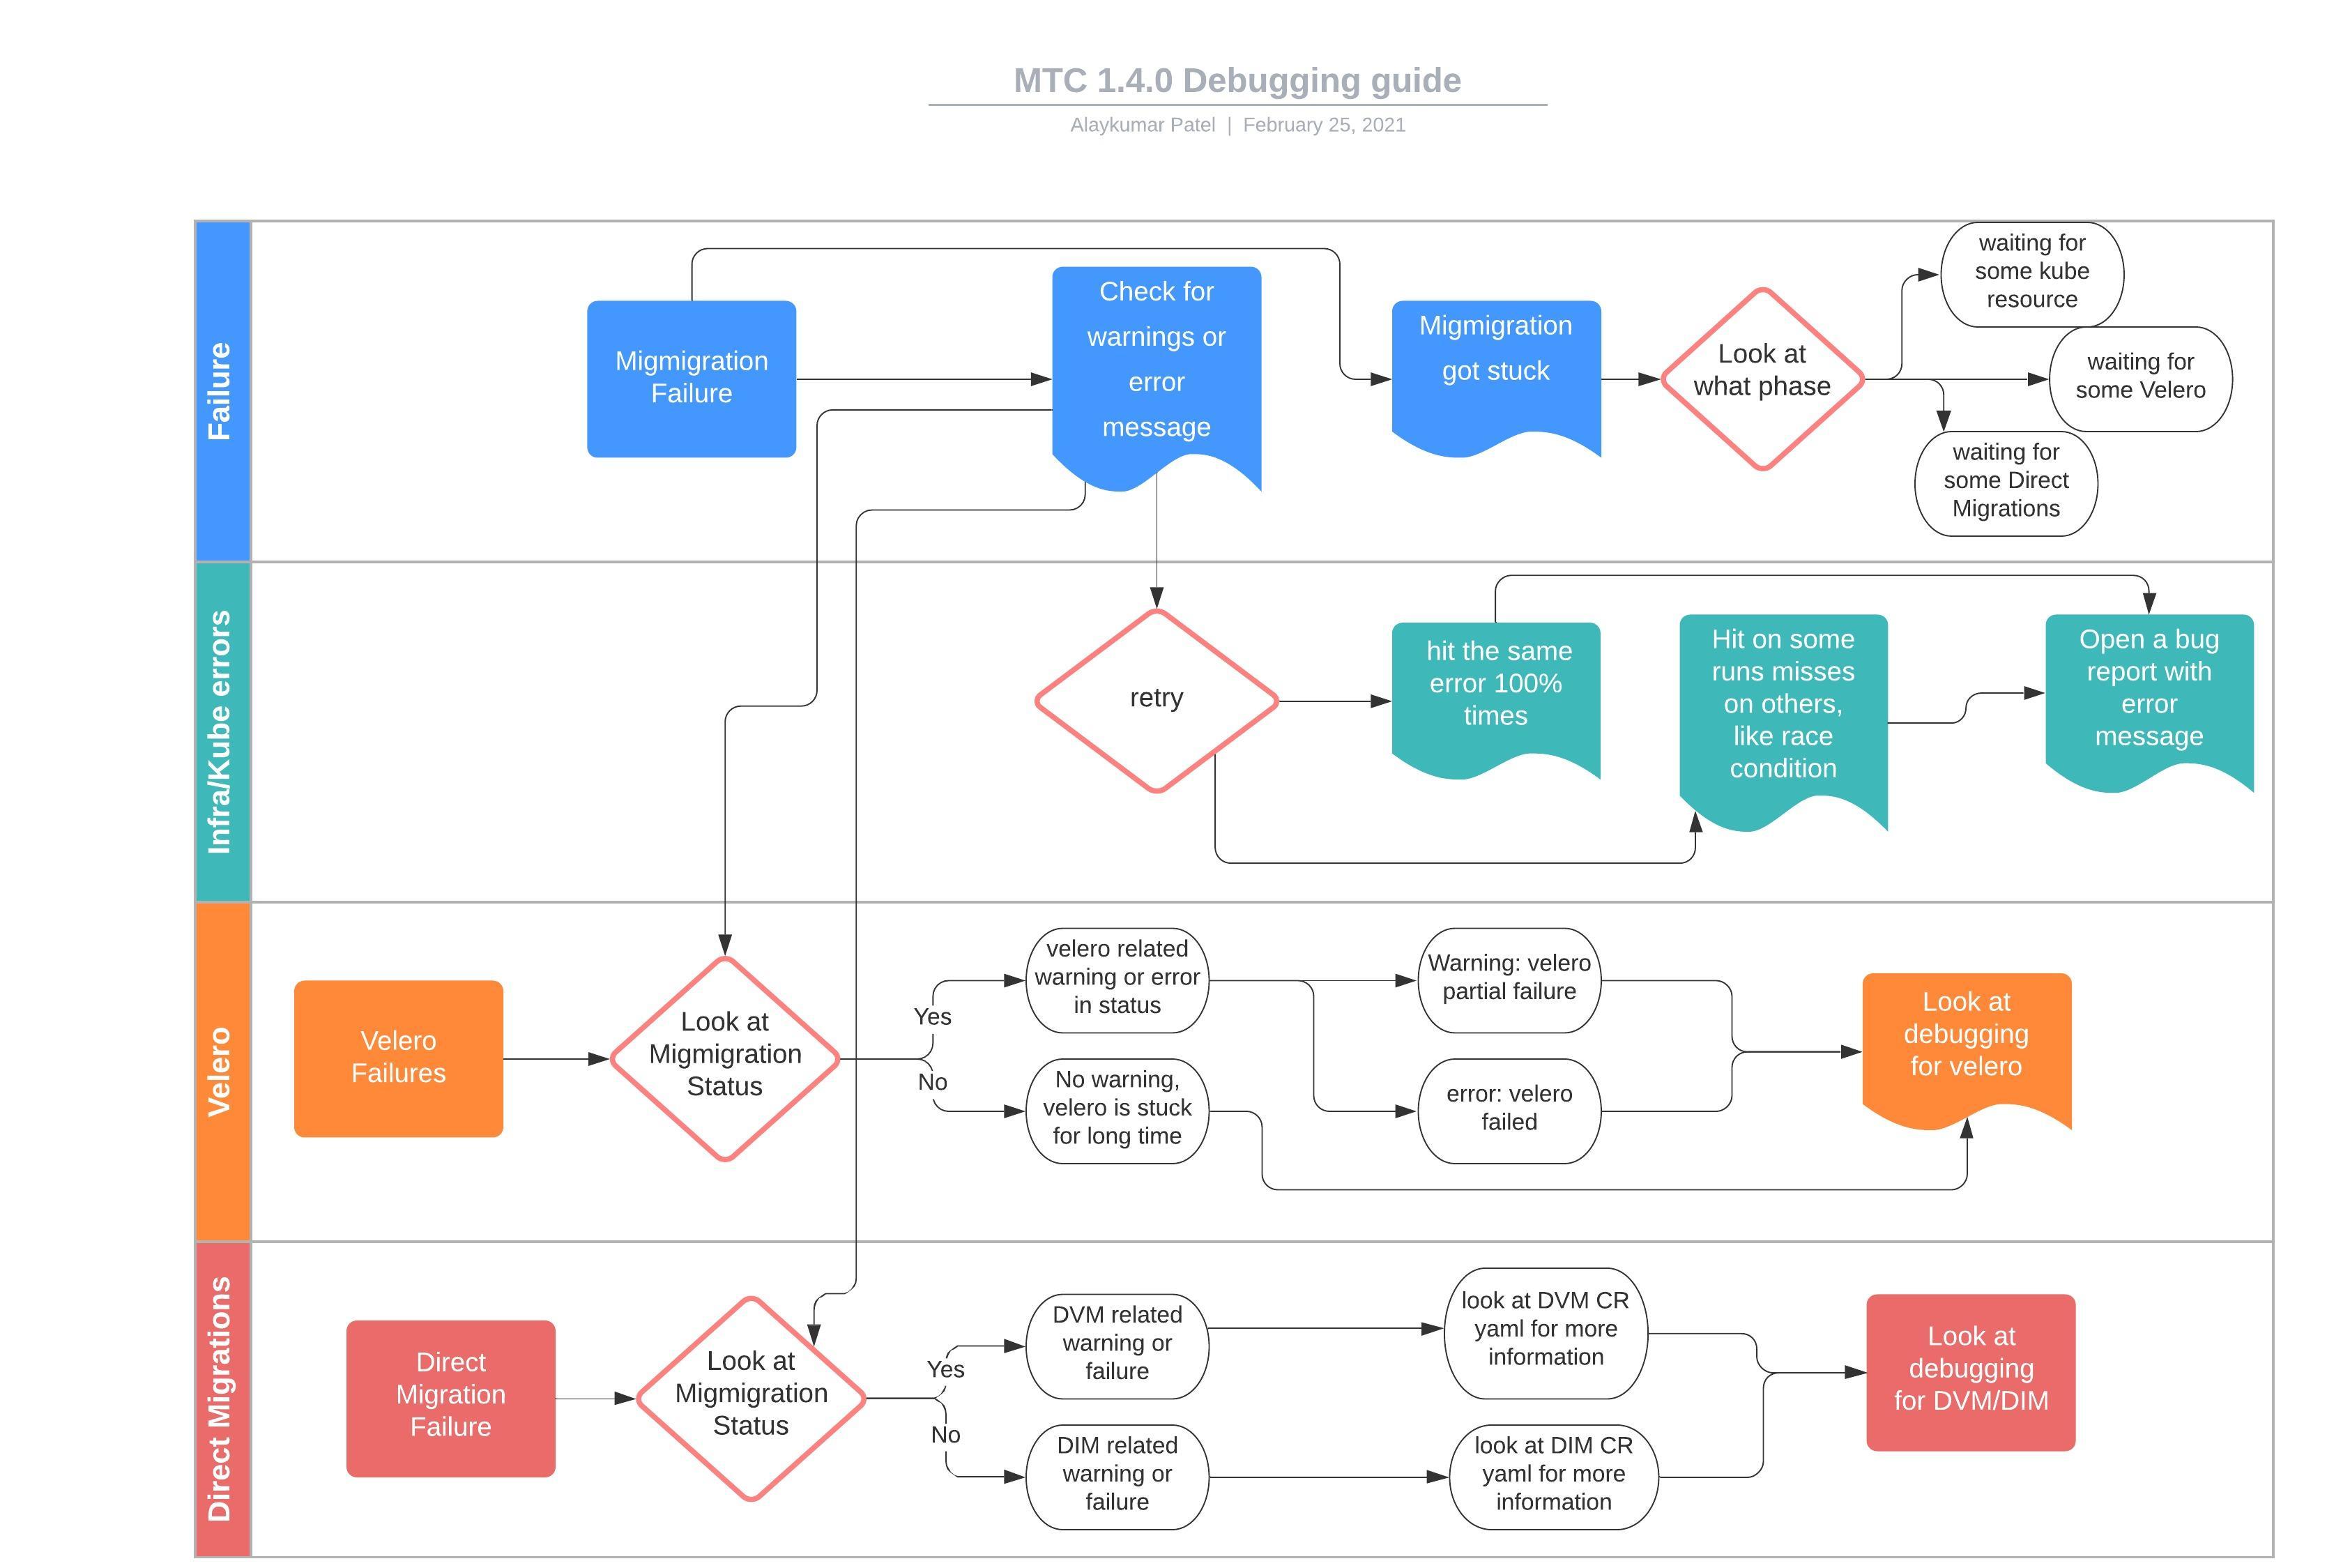 MTC 1.4.0 Debugging guide
Alaykumar Patel | February 25, 2021
Failure
Migmigration
Failure
Check for
warnings or
error
message
Migmigration
got stuck
Look at
what phase
waiting for
some kube
resource
waiting for
some Velero
waiting for
some Direct
Migrations
Infra/Kube errors
retry
hit the same
error 100%
times
Hit on some
runs misses
on others,
like race
condition
Open a bug
report with
error
message
Velero
Velero
Failures
Look at
Migmigration
Status
Yes
No
velero related
warning or error
in status
No warning,
velero is stuck
for long time
Warning: velero
partial failure
error: velero
failed
Look at
debugging
for velero
Direct Migrations
Direct
Migration
Failure
Look at
Migmigration
Status
Yes
No
DVM related
warning or
failure
DIM related
warning or
failure
look at DVM CR
yaml for more
information
look at DIM CR
yaml for more
information
Look at
debugging
for DVM/DIM